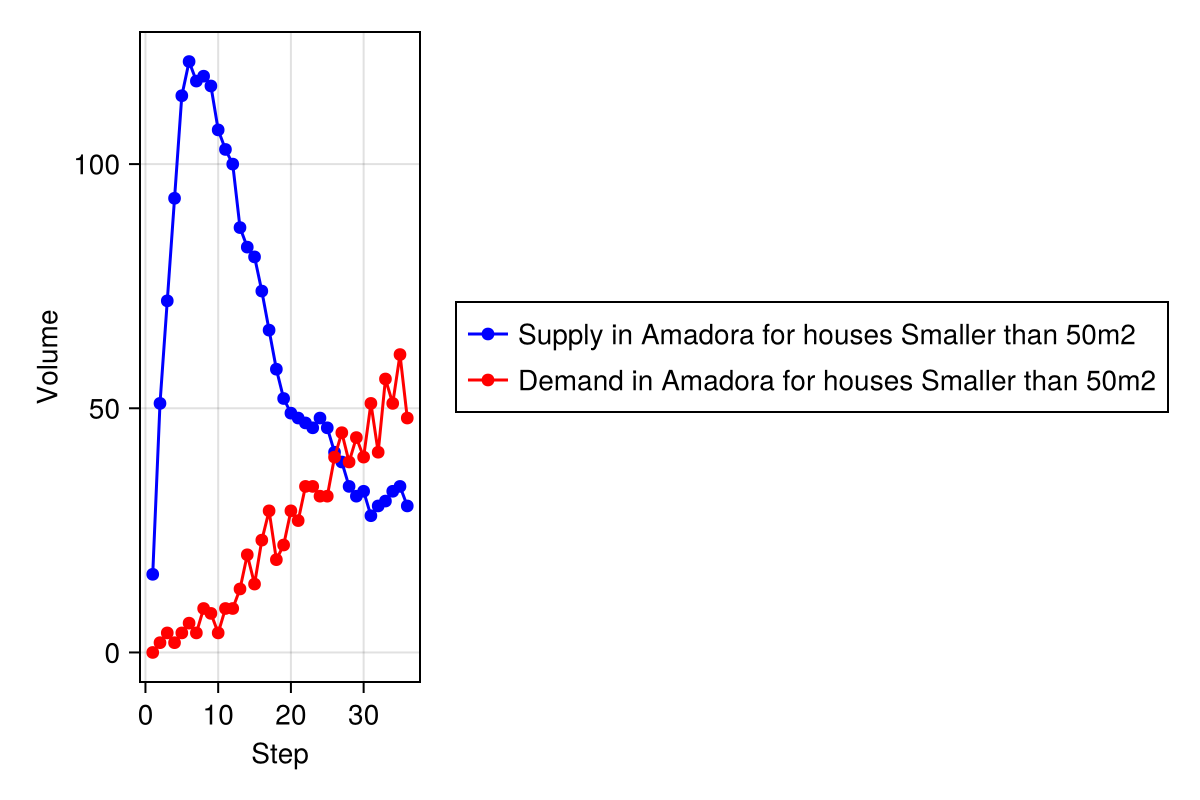 Volume
100
50
0
0 10 20 30
Step
Supply in Amadora for houses Smaller than 50m2
Demand in Amadora for houses Smaller than 50m2